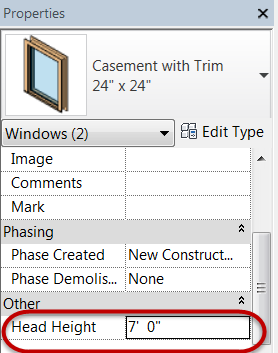 Properties
Casement with Trim
24" x 24"
Windows (2)
Edit Type
Image
Comments
Mark
Phasing
Phase Created New Construct...
Phase Demolis... None
Other
Head Height 7'  0"